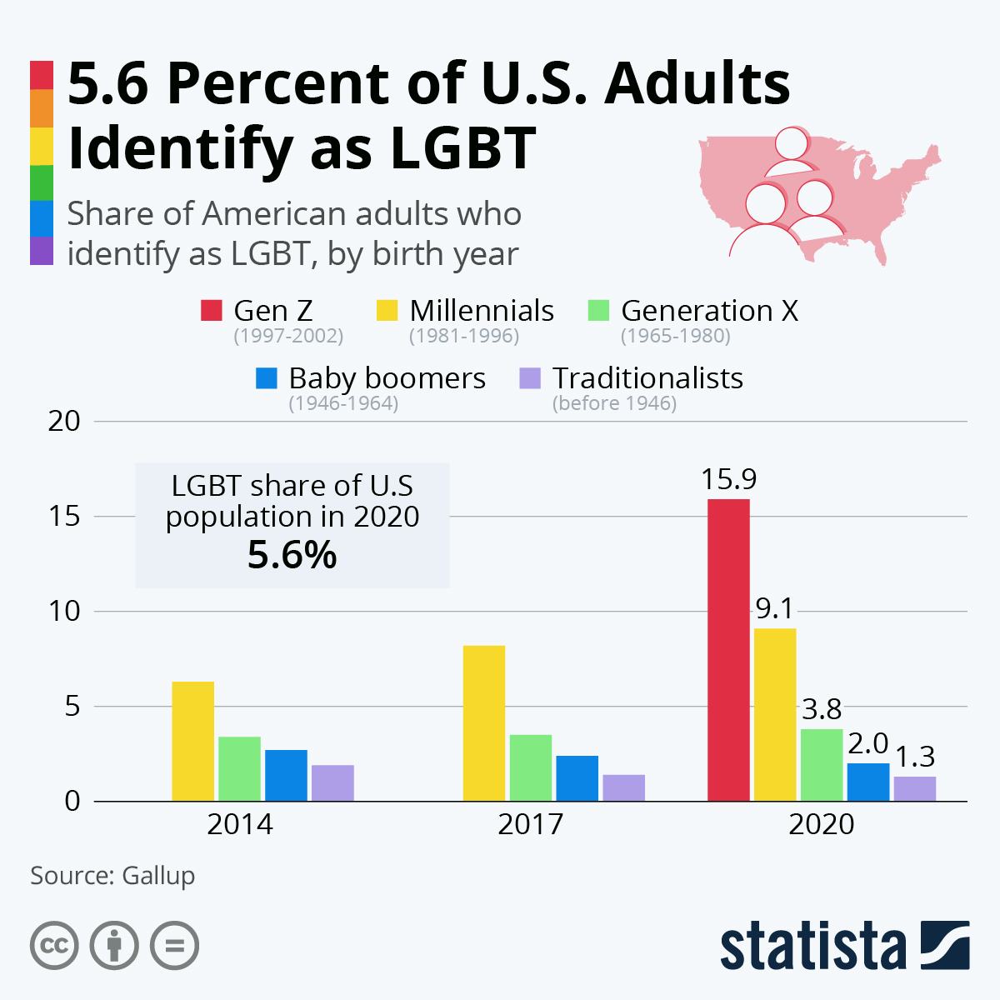 5.6 Percent of U.S. Adults
Identify as LGBT
Share of American adults who
identify as LGBT, by birth year
Gen Z Millennials Generation X
(1997-2002) (1981-1996) (1965-1980)
Baby boomers Traditionalists
(1946-1964) (before 1946)
20
LGBT share of U.S
population in 2020
5.6%
15.9
15
10
9.1
5
3.8
2.0
1.3
0
2014 2017 2020
Source: Gallup
cc =
statista